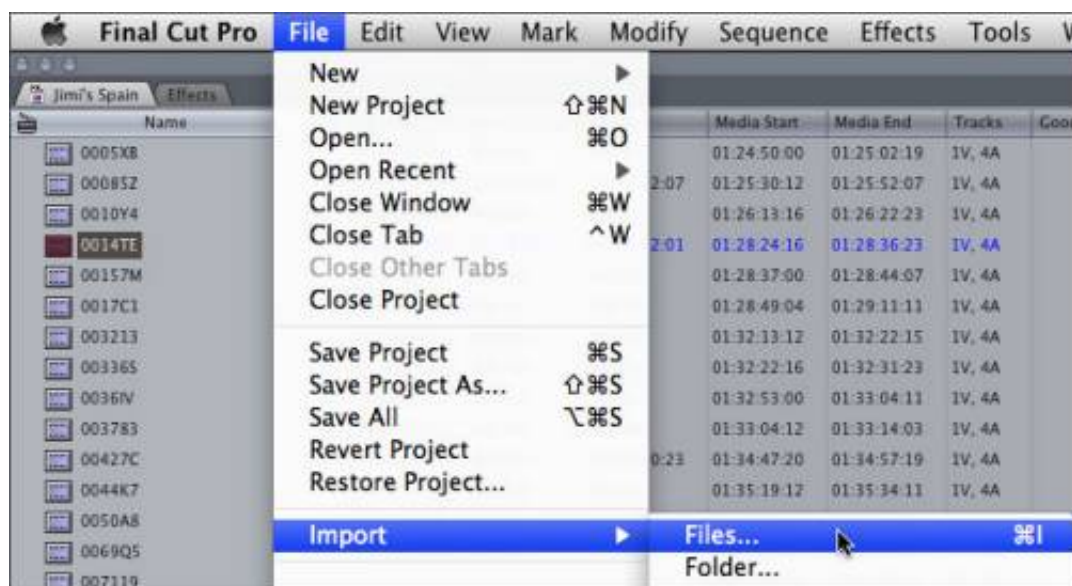 Final Cut Pro File Edit View Mark Modify Sequence Effects Tools
Jimi's Spain Effects
Name Media Start Media End Tracks
New
New Project ⇧⌘N
Open... ⌘O
Open Recent
Close Window ⌘W
Close Tab ^W
Close Other Tabs
Close Project
Save Project ⌘S
Save Project As... ⇧⌘S
Save All ⌥⌘S
Revert Project
Restore Project...
Import
Files... ⌘I
Folder...
0005XB 01:24:50:00 01:25:02:19 1V, 4A
00085Z 2:07 01:25:30:12 01:25:52:07 1V, 4A
0010Y4 01:26:13:16 01:26:22:23 1V, 4A
0014TE 2:01 01:28:24:16 01:28:36:23 1V, 4A
00157M 01:28:37:00 01:28:44:07 1V, 4A
0017C1 01:28:49:04 01:29:11:11 1V, 4A
003213 01:32:13:12 01:32:22:15 1V, 4A
003365 01:32:22:16 01:32:31:23 1V, 4A
0036IV 01:32:53:00 01:33:04:11 1V, 4A
003783 01:33:04:12 01:33:14:03 1V, 4A
00427C 0:23 01:34:47:20 01:34:57:19 1V, 4A
0044K7 01:35:19:12 01:35:34:11 1V, 4A
0050A8
0069Q5
007119